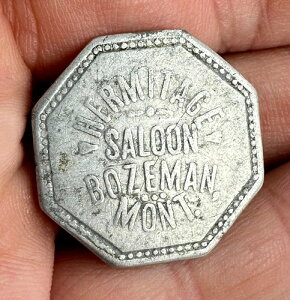 HERMITAGE
SALOON
BOZEMAN
MONT.